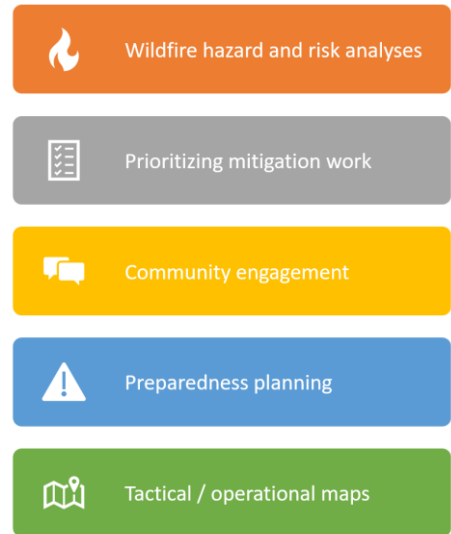 Wildfire hazard and risk analyses
Prioritizing mitigation work
Community engagement
Preparedness planning
Tactical / operational maps